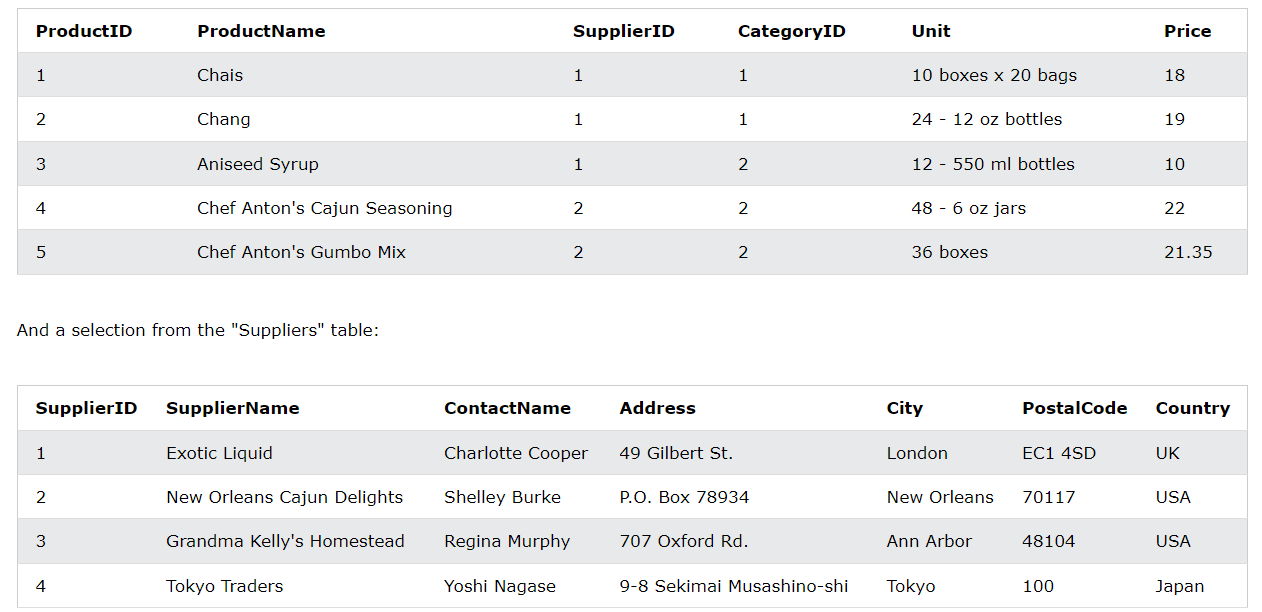 ProductID ProductName SupplierID CategoryID Unit Price
1 Chais 1 1 10 boxes x 20 bags 18
2 Chang 1 1 24 - 12 oz bottles 19
3 Aniseed Syrup 1 2 12 - 550 ml bottles 10
4 Chef Anton's Cajun Seasoning 2 2 48 - 6 oz jars 22
5 Chef Anton's Gumbo Mix 2 2 36 boxes 21.35
And a selection from the "Suppliers" table:
SupplierID SupplierName ContactName Address City PostalCode Country
1 Exotic Liquid Charlotte Cooper 49 Gilbert St. London EC1 4SD UK
2 New Orleans Cajun Delights Shelley Burke P.O. Box 78934 New Orleans 70117 USA
3 Grandma Kelly's Homestead Regina Murphy 707 Oxford Rd. Ann Arbor 48104 USA
4 Tokyo Traders Yoshi Nagase 9-8 Sekimai Musashino-shi Tokyo 100 Japan